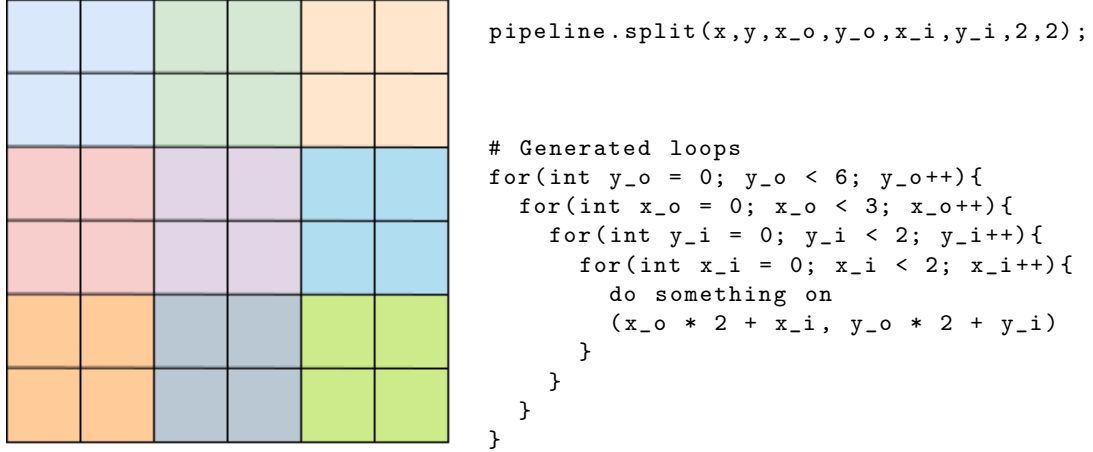 pipeline.split(x,y,x_o,y_o,x_i,y_i,2,2);
# Generated loops
for(int y_o = 0; y_o < 6; y_o++){
for(int x_o = 0; x_o < 3; x_o++){
for(int y_i = 0; y_i < 2; y_i++){
for(int x_i = 0; x_i < 2; x_i++){
do something on
(x_o * 2 + x_i, y_o * 2 + y_i)
}
}
}
}